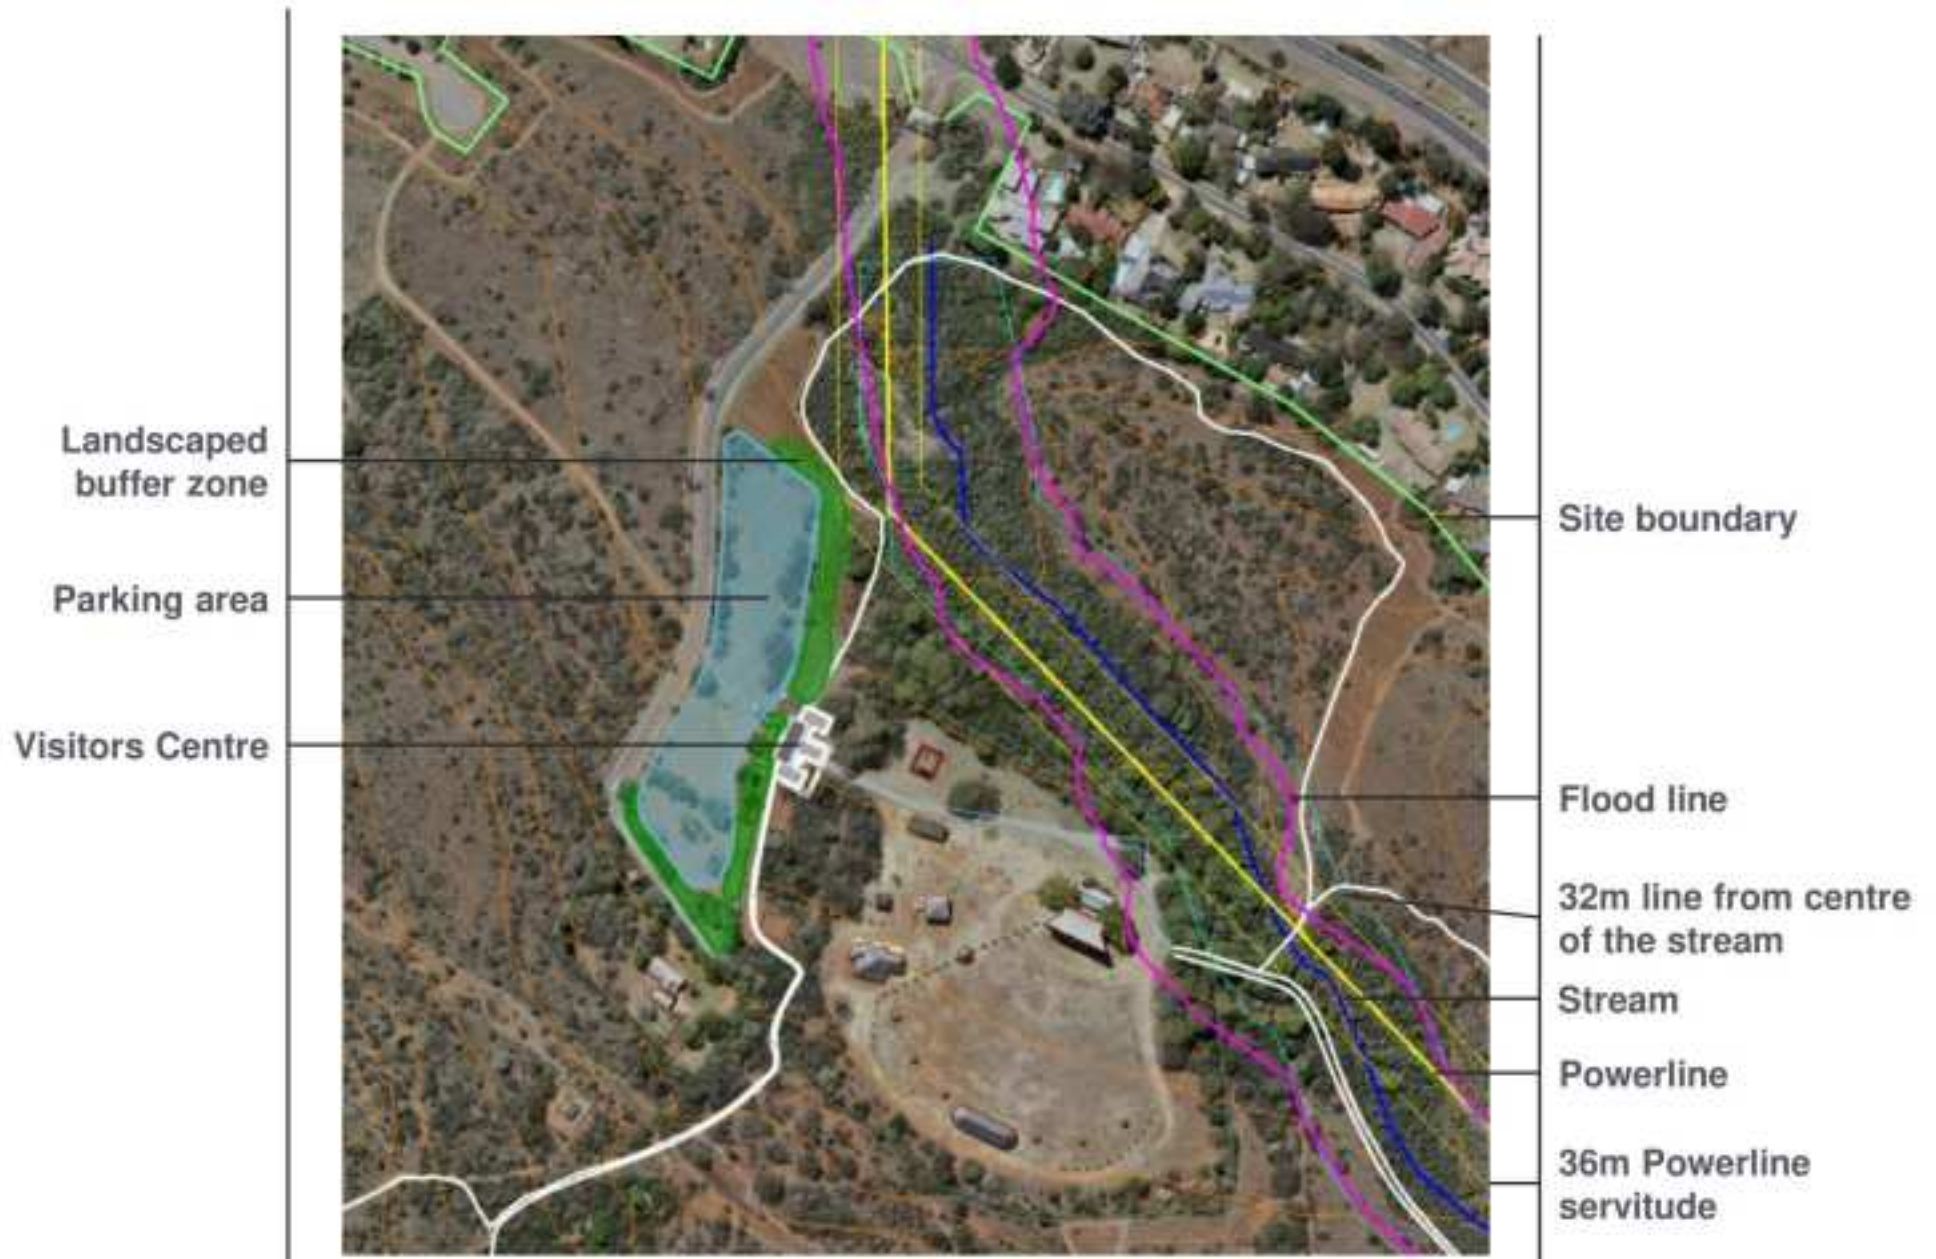 Landscaped
buffer zone
Parking area
Visitors Centre
Site boundary
Flood line
32m line from centre
of the stream
Stream
Powerline
36m Powerline
servitude